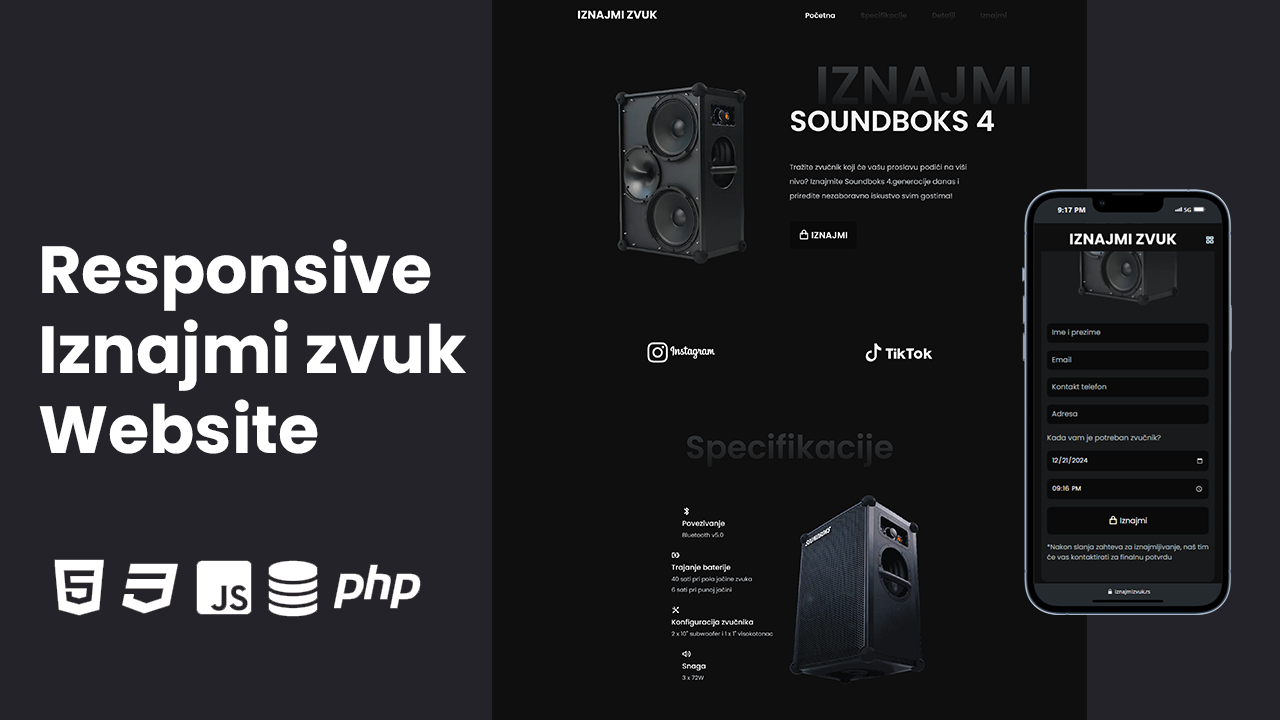 Responsive
Iznajmi zvuk
Website
5
3
JS
php
IZNAJMI ZVUK
Početna
Specifikacije
Detalji
Iznajmi
IZNAJMI
SOUNDBOKS 4
Tražite zvučnik koji će vašu proslavu podići na viši
nivo? Iznajmite Soundboks 4.generacije danas i
priredite nezaboravno iskustvo svim gostima!
IZNAJMI
Instagram
TikTok
Specifikacije
Povezivanje
Bluetooth v5.0
Trajanje baterije
40 sati pri pola jačine zvuka
6 sati pri punoj jačini
Konfiguracija zvučnika
2 x 10" subwoofer i 1 x 1" visokotonac
Snaga
3 x 72W
SOUNDBOKS
9:17 PM
5G
IZNAJMI ZVUK
Ime i prezime
Email
Kontakt telefon
Adresa
Kada vam je potreban zvučnik?
12/21/2024
09:16 PM
Iznajmi
*Nakon slanja zahteva za iznajmljivanje, naš tim
će vas kontaktirati za finalnu potvrdu
iznajmizvuk.rs